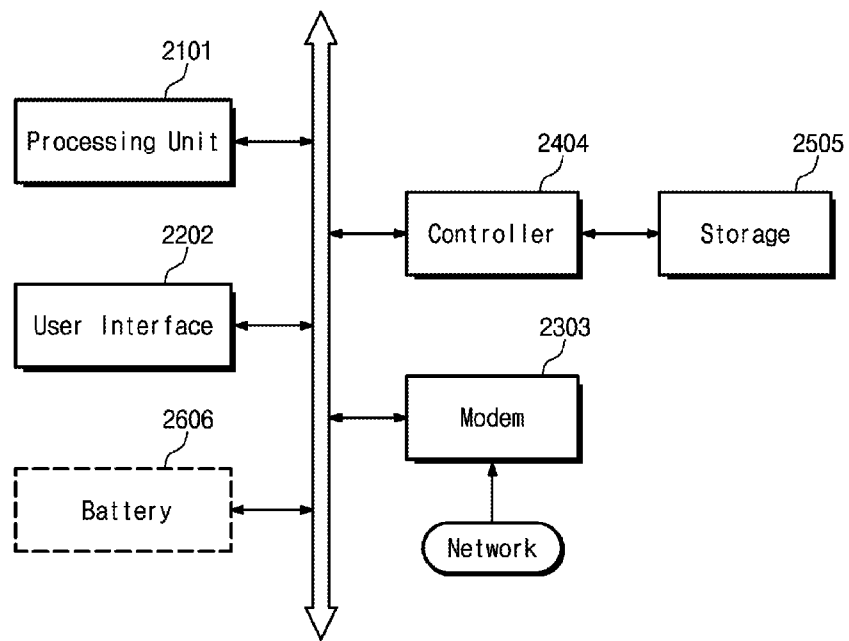 2101
Processing Unit
2404
2505
Controller
Storage
2202
User Interface
2303
Modem
2606
Battery
Network